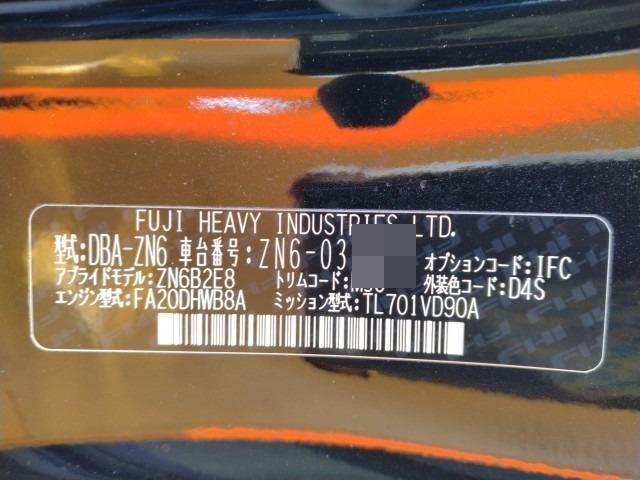 FUJI HEAVY INDUSTRIES LTD.
型式:DBA-ZN6 車台番号:ZN6-03
アプライドモデル:ZN6B2E8 トリムコード: オプションコード:IFC
エンジン型式:FA20DHWB8A ミッション型式:TL701VD90A 外装色コード:D4S